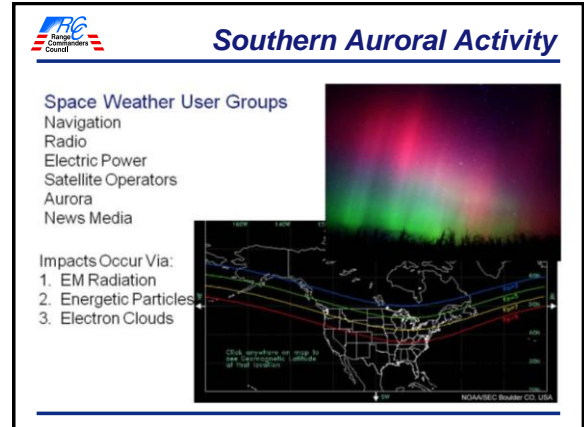 Range
Commanders
Council
Southern Auroral Activity
Space Weather User Groups
Navigation
Radio
Electric Power
Satellite Operators
Aurora
News Media
Impacts Occur Via:
1. EM Radiation
2. Energetic Particles
3. Electron Clouds
160W 140W
Click anywhere on map to
see Geomagnetic Latitude
at that location
NOAA/SEC Boulder CO. USA